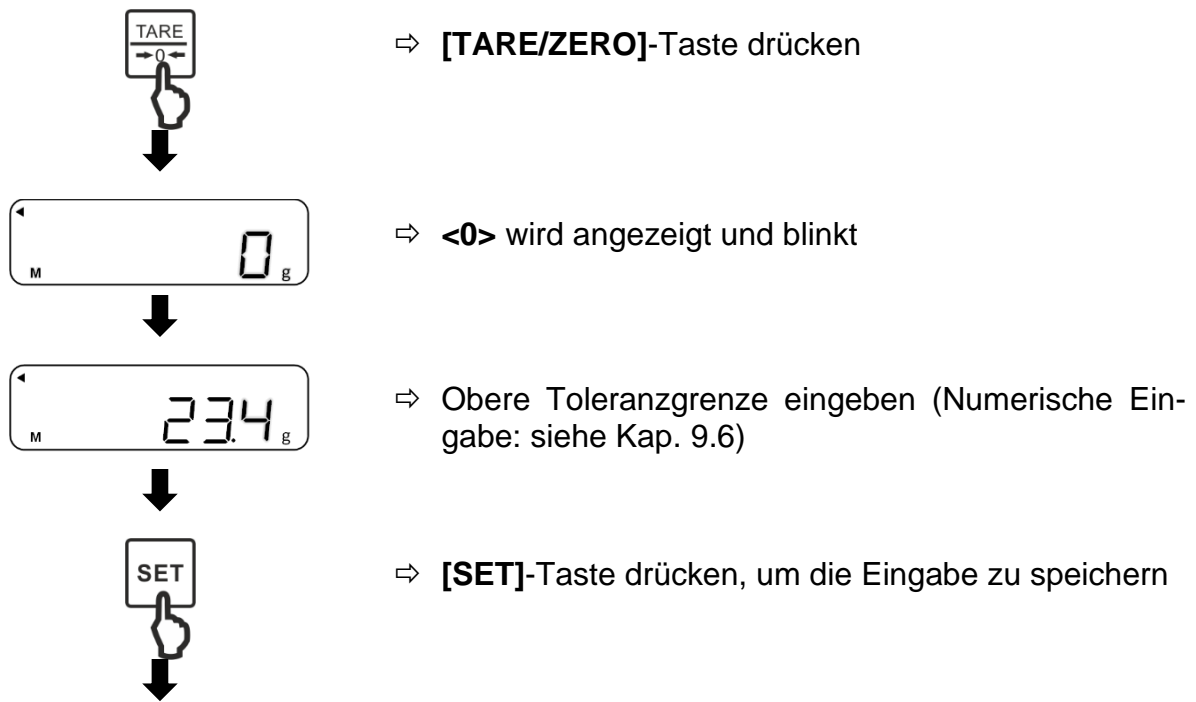 TARE
→0←
⇨ [TARE/ZERO]-Taste drücken
◄
M 0 g
⇨ <0> wird angezeigt und blinkt
◄
M 23.4 g
⇨ Obere Toleranzgrenze eingeben (Numerische Ein-
gabe: siehe Kap. 9.6)
SET
⇨ [SET]-Taste drücken, um die Eingabe zu speichern